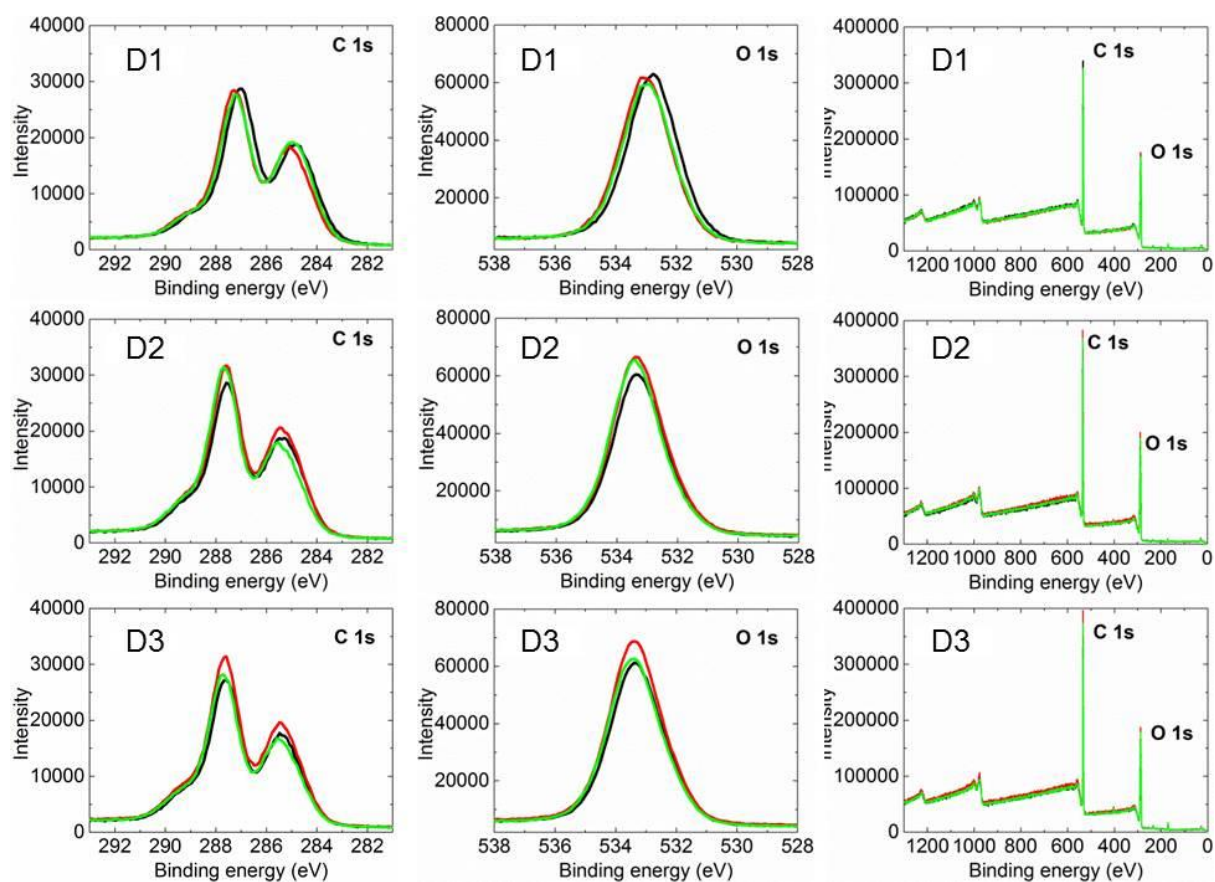 40000
30000
20000
10000
0
Intensity
D1
C 1s
292 290 288 286 284 282
Binding energy (eV)
80000
60000
40000
20000
Intensity
D1
O 1s
538 536 534 532 530 528
Binding energy (eV)
400000
300000
200000
100000
0
Intensity
D1
C 1s
O 1s
1200 1000 800 600 400 200 0
Binding energy (eV)
40000
30000
20000
10000
0
Intensity
D2
C 1s
292 290 288 286 284 282
Binding energy (eV)
80000
60000
40000
20000
Intensity
D2
O 1s
538 536 534 532 530 528
Binding energy (eV)
400000
300000
200000
100000
0
Intensity
D2
C 1s
O 1s
1200 1000 800 600 400 200 0
Binding energy (eV)
40000
30000
20000
10000
0
Intensity
D3
C 1s
292 290 288 286 284 282
Binding energy (eV)
80000
60000
40000
20000
Intensity
D3
O 1s
538 536 534 532 530 528
Binding energy (eV)
400000
300000
200000
100000
0
Intensity
D3
C 1s
O 1s
1200 1000 800 600 400 200 0
Binding energy (eV)